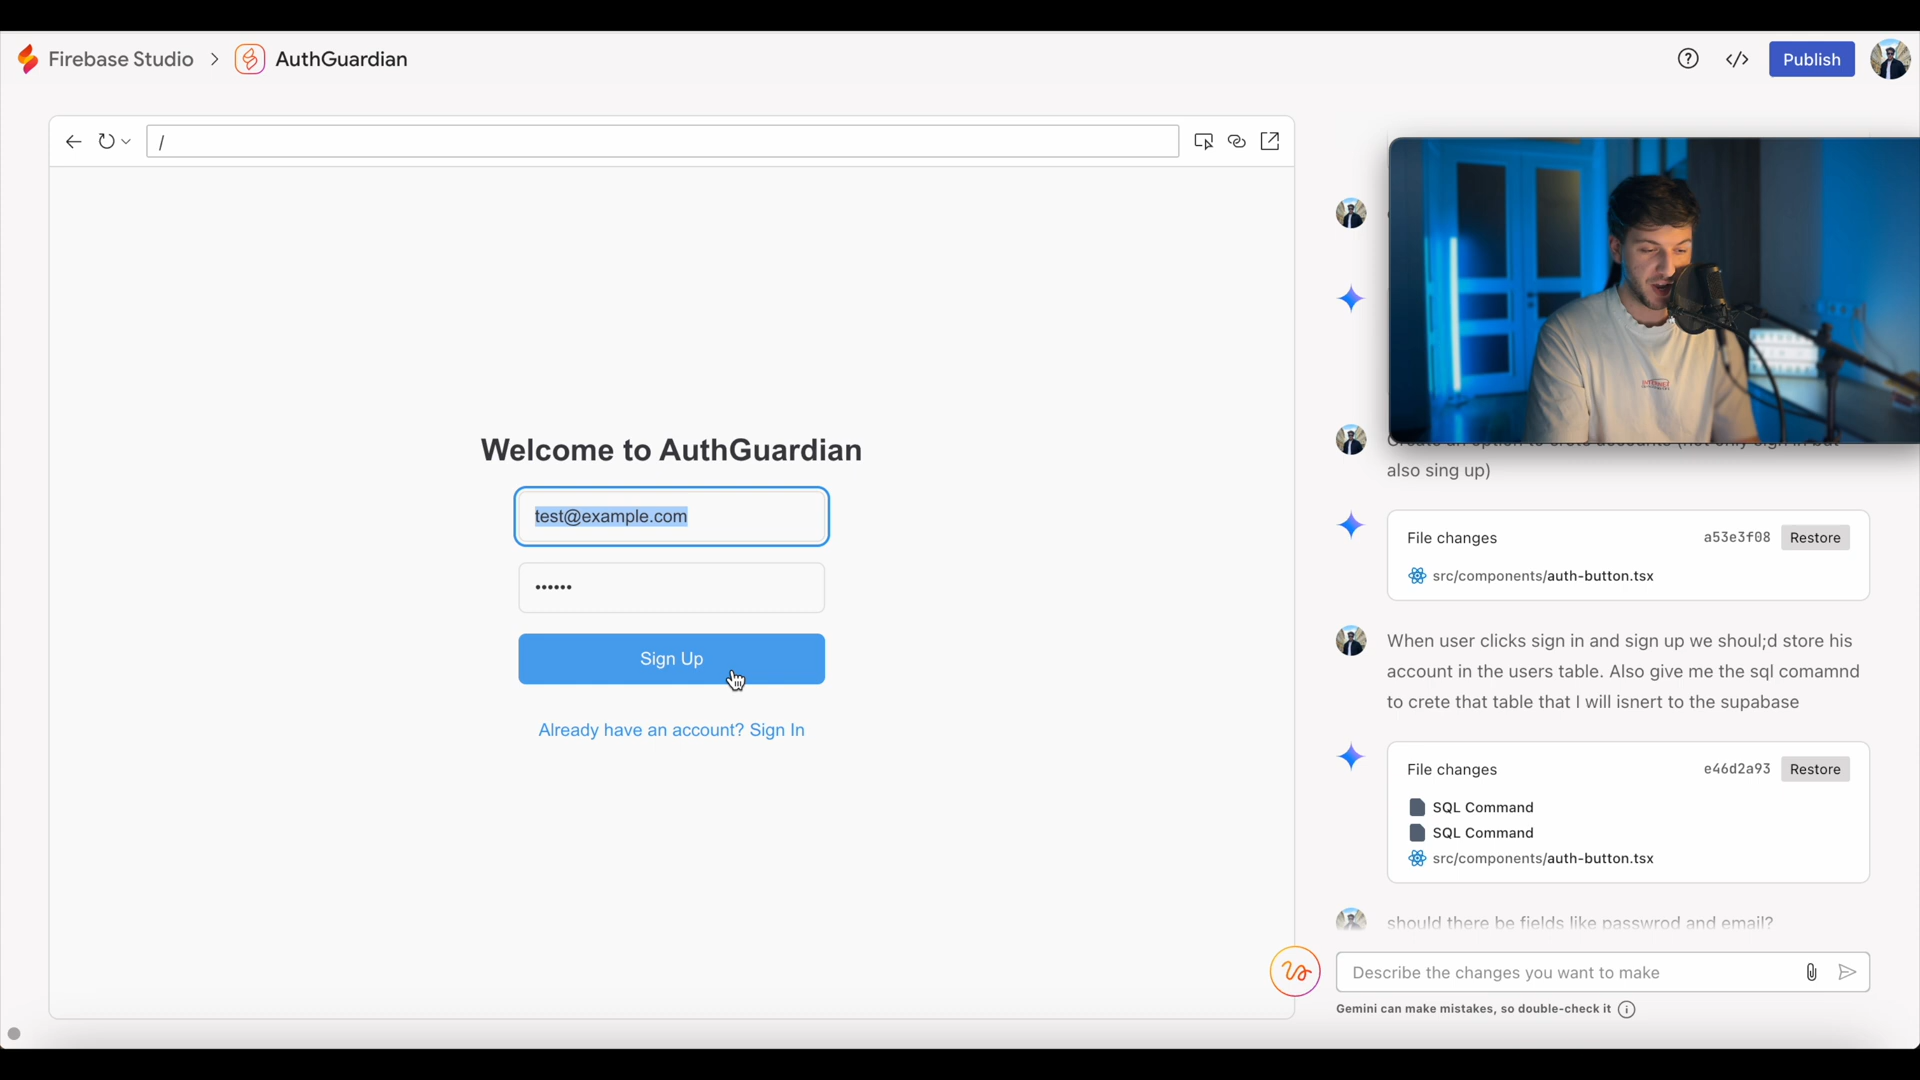 Firebase Studio > AuthGuardian
Publish
/
Welcome to AuthGuardian
test@example.com
••••••
Sign Up
Already have an account? Sign In
also sing up)
File changes a53e3f08 Restore
src/components/auth-button.tsx
When user clicks sign in and sign up we shoul;d store his
account in the users table. Also give me the sql comamnd
to crete that table that I will isnert to the supabase
File changes e46d2a93 Restore
SQL Command
SQL Command
src/components/auth-button.tsx
should there be fields like passwrod and email?
Describe the changes you want to make
Gemini can make mistakes, so double-check it